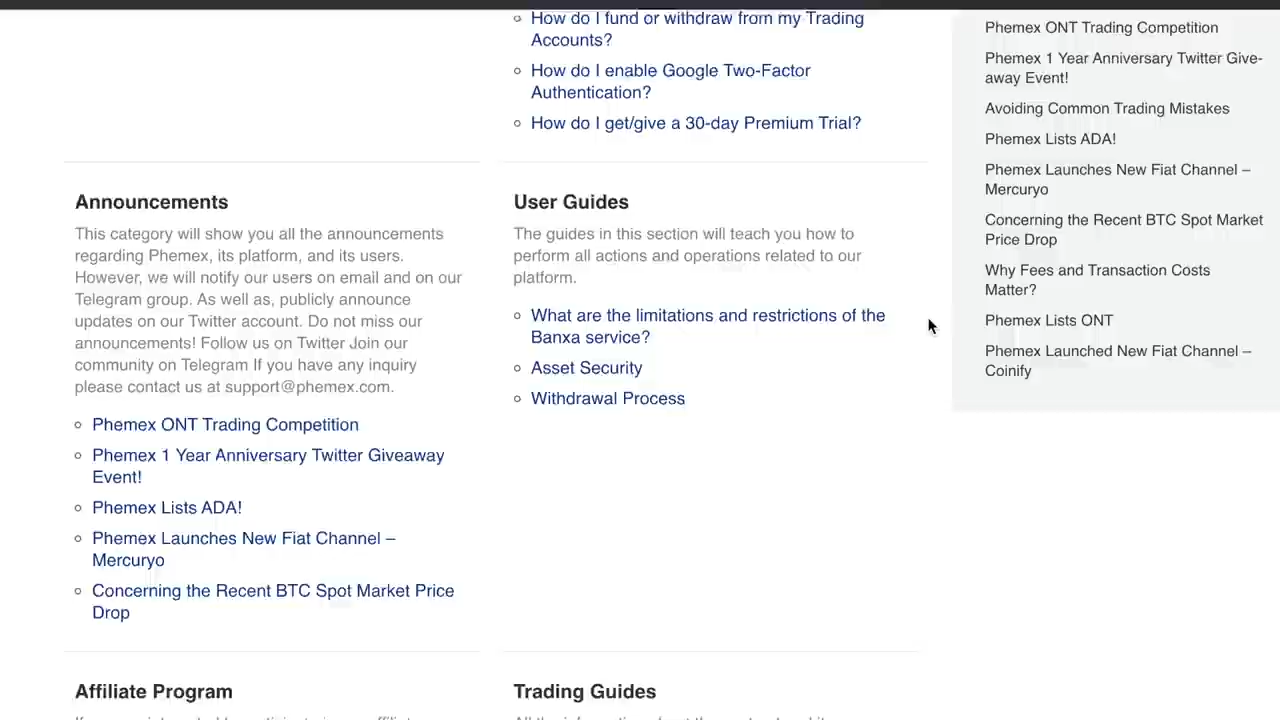 How do I fund or withdraw from my Trading
Accounts?
How do I enable Google Two-Factor
Authentication?
How do I get/give a 30-day Premium Trial?
Announcements
This category will show you all the announcements
regarding Phemex, its platform, and its users.
However, we will notify our users on email and on our
Telegram group. As well as, publicly announce
updates on our Twitter account. Do not miss our
announcements! Follow us on Twitter Join our
community on Telegram If you have any inquiry
please contact us at support@phemex.com.
Phemex ONT Trading Competition
Phemex 1 Year Anniversary Twitter Giveaway
Event!
Phemex Lists ADA!
Phemex Launches New Fiat Channel –
Mercuryo
Concerning the Recent BTC Spot Market Price
Drop
User Guides
The guides in this section will teach you how to
perform all actions and operations related to our
platform.
What are the limitations and restrictions of the
Banxa service?
Asset Security
Withdrawal Process
Affiliate Program
Trading Guides
Phemex ONT Trading Competition
Phemex 1 Year Anniversary Twitter Give-
away Event!
Avoiding Common Trading Mistakes
Phemex Lists ADA!
Phemex Launches New Fiat Channel –
Mercuryo
Concerning the Recent BTC Spot Market
Price Drop
Why Fees and Transaction Costs
Matter?
Phemex Lists ONT
Phemex Launched New Fiat Channel –
Coinify